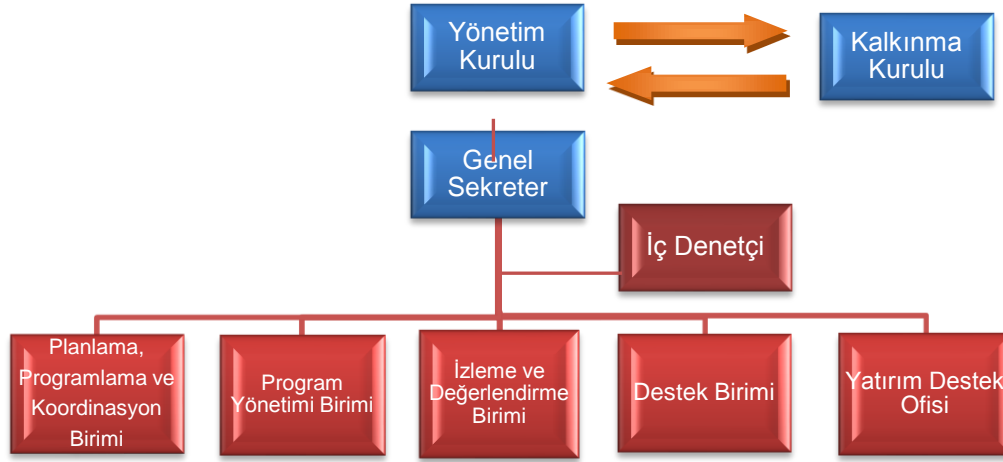 Yönetim
Kurulu
Kalkınma
Kurulu
Genel
Sekreter
İç Denetçi
Planlama,
Programlama ve
Koordinasyon
Birimi
Program
Yönetimi Birimi
İzleme ve
Değerlendirme
Birimi
Destek Birimi
Yatırım Destek
Ofisi